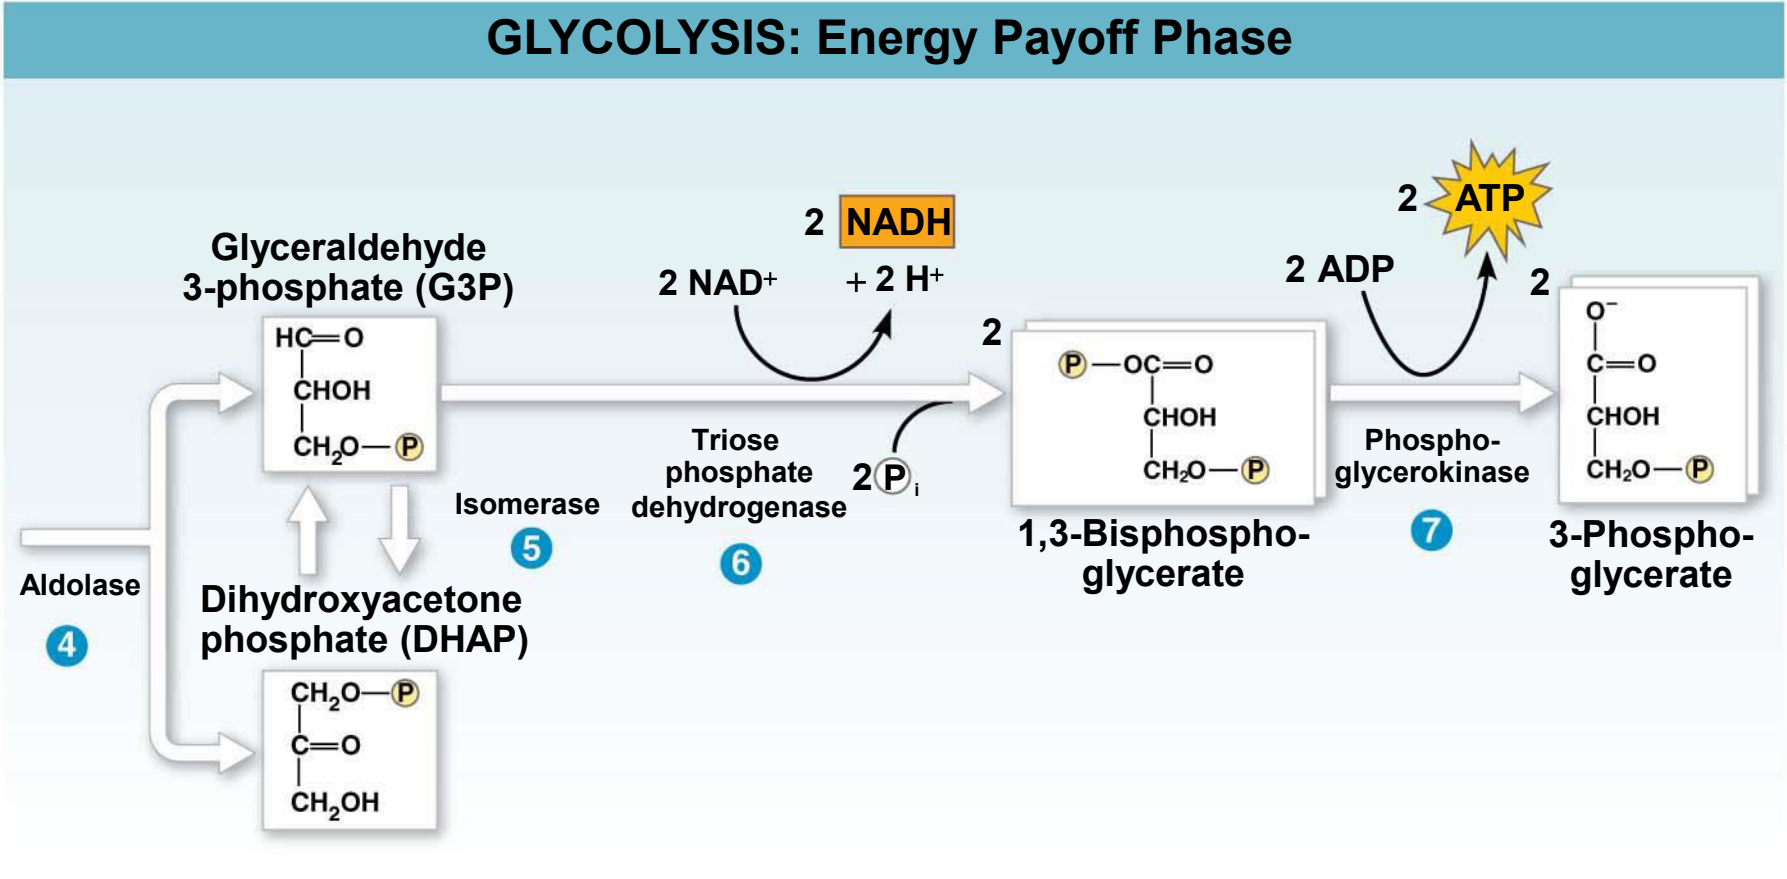 GLYCOLYSIS: Energy Payoff Phase
Glyceraldehyde
3-phosphate (G3P)
HC=O
CHOH
CH₂O—P
Aldolase
4
Isomerase
5
Dihydroxyacetone
phosphate (DHAP)
CH₂O—P
C=O
CH₂OH
2 NAD⁺
2 NADH
+ 2 H⁺
Triose
phosphate
dehydrogenase
6
2 Pᵢ
2
P—OC=O
CHOH
CH₂O—P
1,3-Bisphospho-
glycerate
2 ADP
2 ATP
Phospho-
glycerokinase
7
2
O⁻
C=O
CHOH
CH₂O—P
3-Phospho-
glycerate